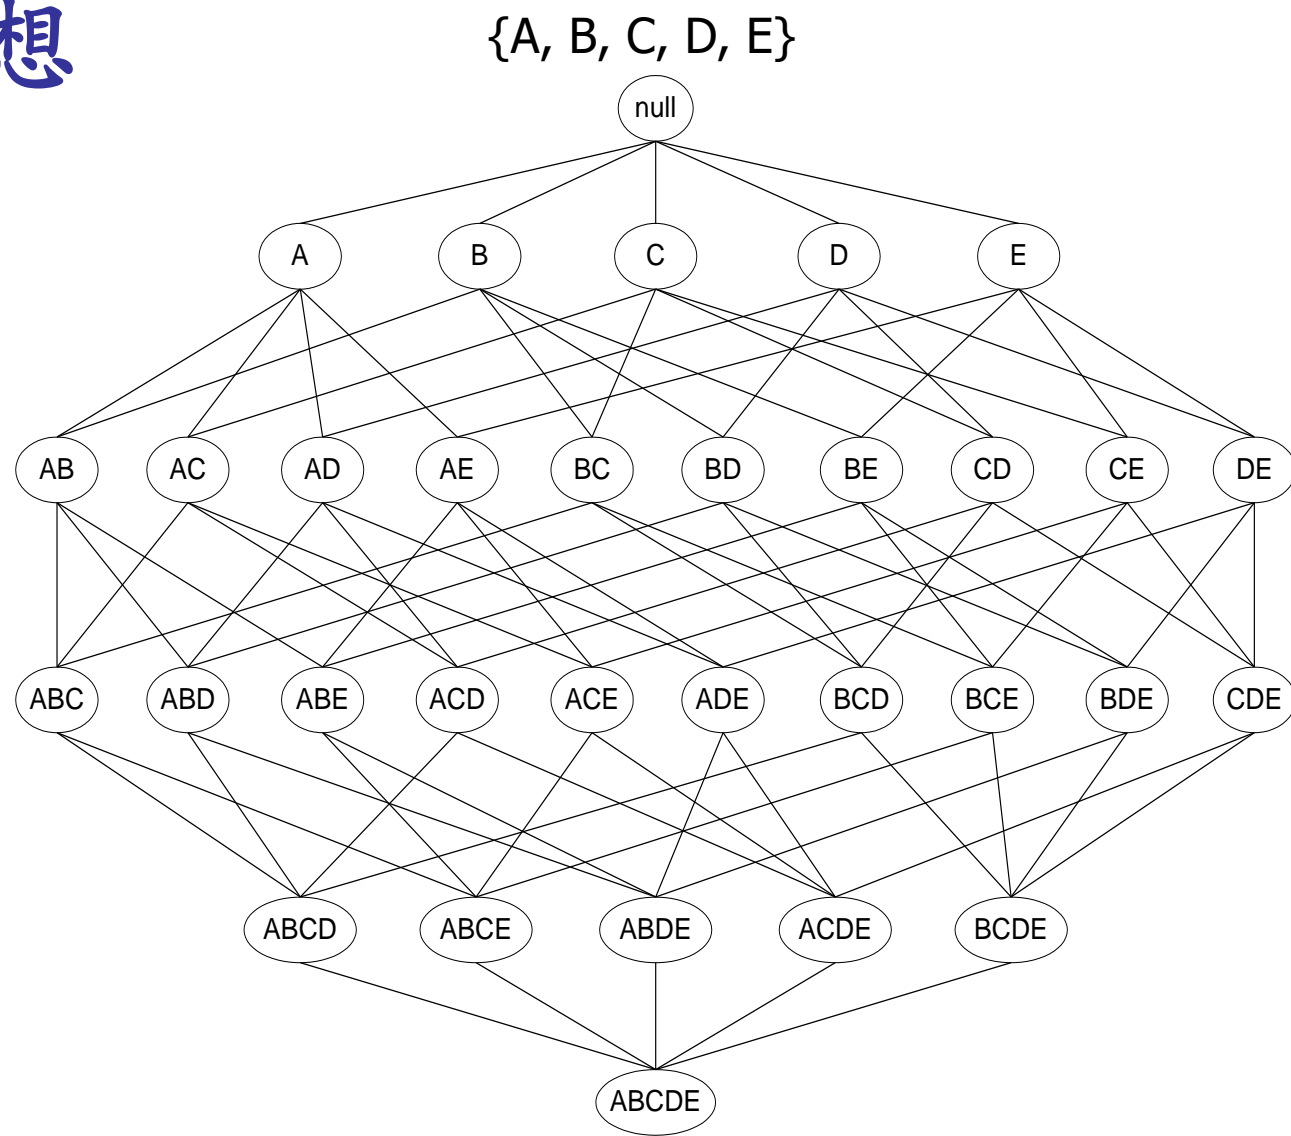 想
{A, B, C, D, E}
null
A B C D E
AB AC AD AE BC BD BE CD CE DE
ABC ABD ABE ACD ACE ADE BCD BCE BDE CDE
ABCD ABCE ABDE ACDE BCDE
ABCDE